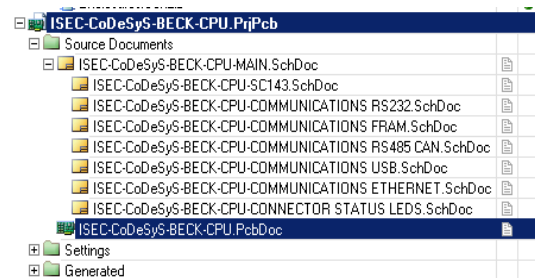 ISEC-CoDeSyS-BECK-CPU.PrjPcb
Source Documents
ISEC-CoDeSyS-BECK-CPU-MAIN.SchDoc
ISEC-CoDeSyS-BECK-CPU-SC143.SchDoc
ISEC-CoDeSyS-BECK-CPU-COMMUNICATIONS RS232.SchDoc
ISEC-CoDeSyS-BECK-CPU-COMMUNICATIONS FRAM.SchDoc
ISEC-CoDeSyS-BECK-CPU-COMMUNICATIONS RS485 CAN.SchDoc
ISEC-CoDeSyS-BECK-CPU-COMMUNICATIONS USB.SchDoc
ISEC-CoDeSyS-BECK-CPU-COMMUNICATIONS ETHERNET.SchDoc
ISEC-CoDeSyS-BECK-CPU-CONNECTOR STATUS LEDS.SchDoc
ISEC-CoDeSyS-BECK-CPU.PcbDoc
Settings
Generated